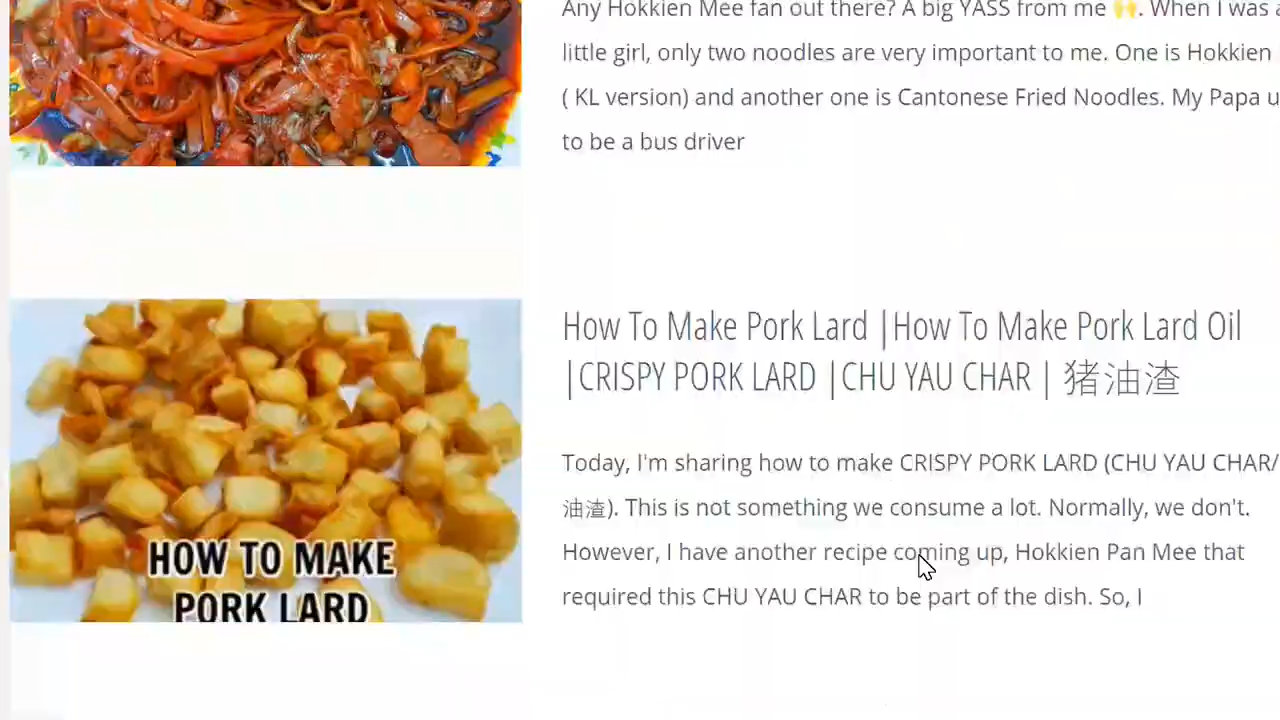 Any Hokkien Mee fan out there? A big YASS from me 🙌. When I was a
little girl, only two noodles are very important to me. One is Hokkien
( KL version) and another one is Cantonese Fried Noodles. My Papa u
to be a bus driver
How To Make Pork Lard |How To Make Pork Lard Oil
|CRISPY PORK LARD |CHU YAU CHAR | 猪油渣
Today, I'm sharing how to make CRISPY PORK LARD (CHU YAU CHAR/
油渣). This is not something we consume a lot. Normally, we don't.
However, I have another recipe coming up, Hokkien Pan Mee that
required this CHU YAU CHAR to be part of the dish. So, I
HOW TO MAKE
PORK LARD